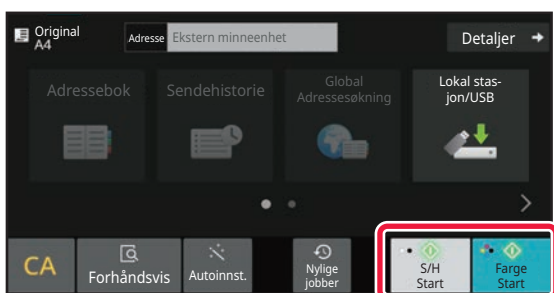 Original
A4
Adresse
Ekstern minneenhet
Detaljer
Adressebok
Sendehistorie
Global
Adressesøkning
Lokal stas-
jon/USB
CA
Forhåndsvis
Autoinnst.
Nylige
jobber
S/H
Start
Farge
Start